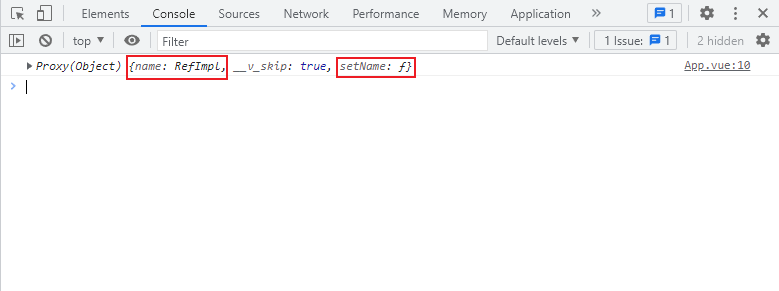 Elements Console Sources Network Performance Memory Application » 1
top ▼ Filter Default levels ▼ 1 Issue: 1 2 hidden
▶ Proxy(Object) {name: RefImpl, __v_skip: true, setName: ƒ} App.vue:10
>